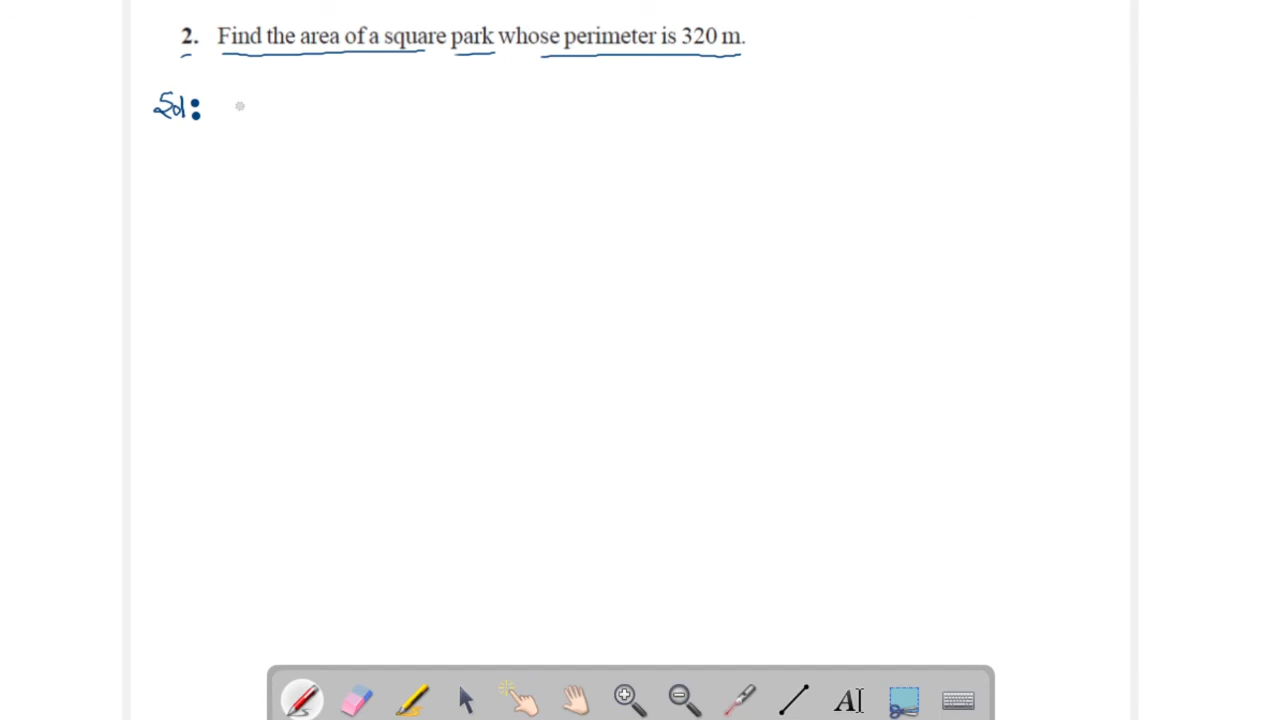 2. Find the area of a square park whose perimeter is 320 m.
Sol:
A